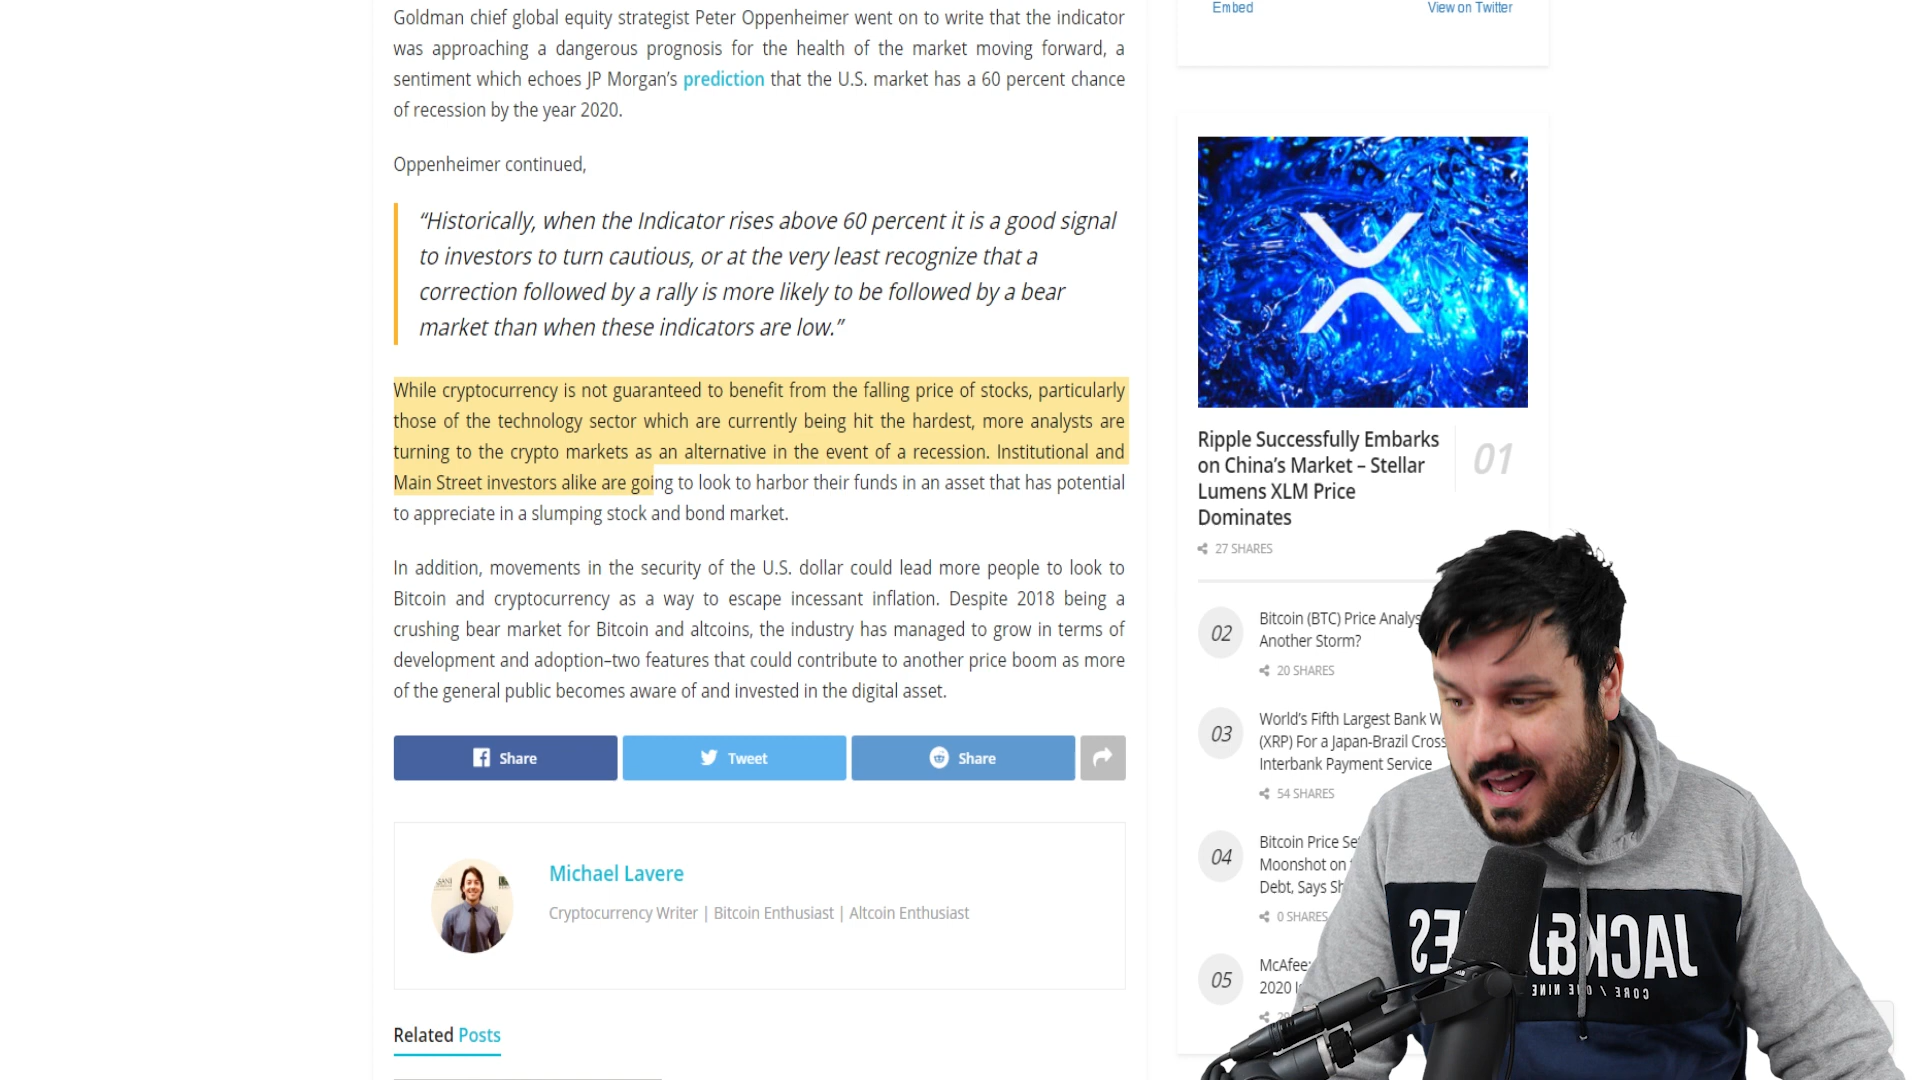 Goldman chief global equity strategist Peter Oppenheimer went on to write that the indicator
was approaching a dangerous prognosis for the health of the market moving forward, a
sentiment which echoes JP Morgan's prediction that the U.S. market has a 60 percent chance
of recession by the year 2020.
Oppenheimer continued,
“Historically, when the Indicator rises above 60 percent it is a good signal
to investors to turn cautious, or at the very least recognize that a
correction followed by a rally is more likely to be followed by a bear
market than when these indicators are low.”
While cryptocurrency is not guaranteed to benefit from the falling price of stocks, particularly
those of the technology sector which are currently being hit the hardest, more analysts are
turning to the crypto markets as an alternative in the event of a recession. Institutional and
Main Street investors alike are going to look to harbor their funds in an asset that has potential
to appreciate in a slumping stock and bond market.
In addition, movements in the security of the U.S. dollar could lead more people to look to
Bitcoin and cryptocurrency as a way to escape incessant inflation. Despite 2018 being a
crushing bear market for Bitcoin and altcoins, the industry has managed to grow in terms of
development and adoption–two features that could contribute to another price boom as more
of the general public becomes aware of and invested in the digital asset.
Share
Tweet
Share
Michael Lavere
Cryptocurrency Writer | Bitcoin Enthusiast | Altcoin Enthusiast
Related Posts
Embed
View on Twitter
Ripple Successfully Embarks
on China's Market – Stellar
Lumens XLM Price
Dominates
01
27 SHARES
02
Bitcoin (BTC) Price
Another Storm?
20 SHARES
03
World's Fifth Largest Bank
(XRP) For a Japan-Brazil Cross
Interbank Payment Service
54 SHARES
04
Bitcoin Price
Moonshot on
Debt, Says
0 SHARES
05
McAfee:
2020
JACK&J ES
CORE / ONE NINE